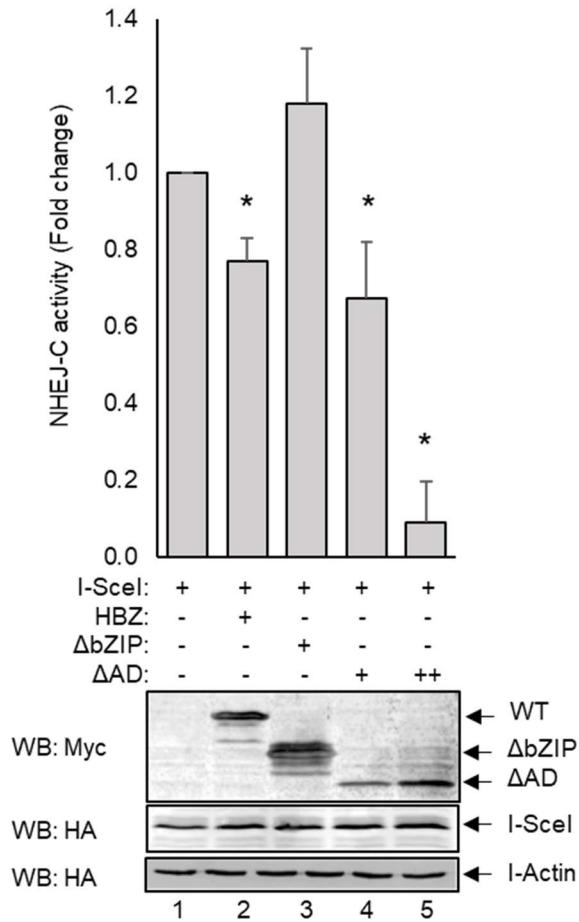 1.4
1.2
1.0
0.8
0.6
0.4
0.2
0.0
NHEJ-C activity (Fold change)
* * *
I-SceI: + + + + +
HBZ: - + - - -
ΔbZIP: - - + - -
ΔAD: - - - + ++
WB: Myc
WT
ΔbZIP
ΔAD
WB: HA
I-SceI
WB: HA
I-Actin
1 2 3 4 5